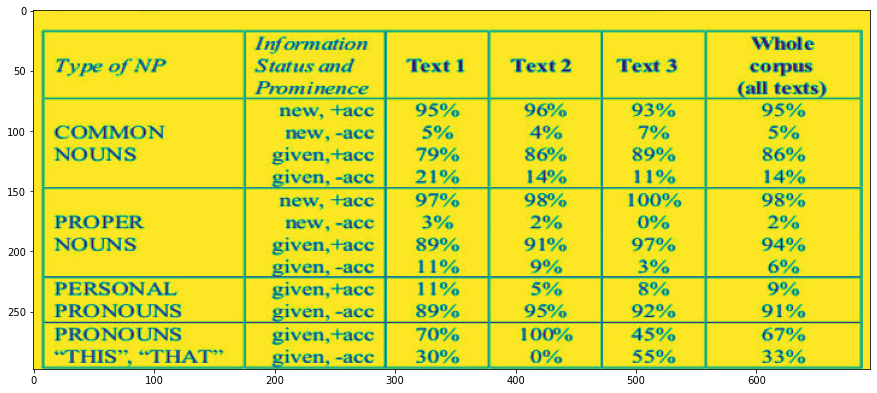 Type of NP Information Status and Prominence Text 1 Text 2 Text 3 Whole corpus (all texts)
new, +acc 95% 96% 93% 95%
COMMON new, -acc 5% 4% 7% 5%
NOUNS given,+acc 79% 86% 89% 86%
given, -acc 21% 14% 11% 14%
new, +acc 97% 98% 100% 98%
PROPER new, -acc 3% 2% 0% 2%
NOUNS given,+acc 89% 91% 97% 94%
given, -acc 11% 9% 3% 6%
PERSONAL given,+acc 11% 5% 8% 9%
PRONOUNS given, -acc 89% 95% 92% 91%
PRONOUNS given,+acc 70% 100% 45% 67%
“THIS”, “THAT” given, -acc 30% 0% 55% 33%
0
50
100
150
200
250
0 100 200 300 400 500 600